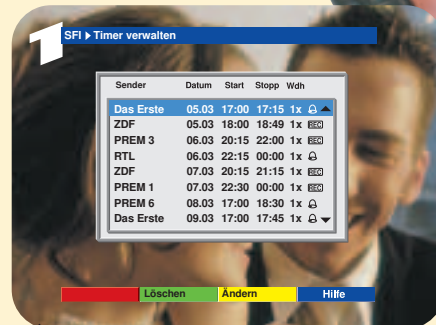 SFI ▶ Timer verwalten
Sender Datum Start Stopp Wdh
Das Erste 05.03 17:00 17:15 1x
ZDF 05.03 18:00 18:49 1x REC
PREM 3 06.03 20:15 22:00 1x REC
RTL 06.03 22:15 00:00 1x
ZDF 07.03 20:15 21:15 1x REC
PREM 1 07.03 22:30 00:00 1x REC
PREM 6 08.03 17:00 18:30 1x
Das Erste 09.03 17:00 17:45 1x
Löschen Ändern Hilfe